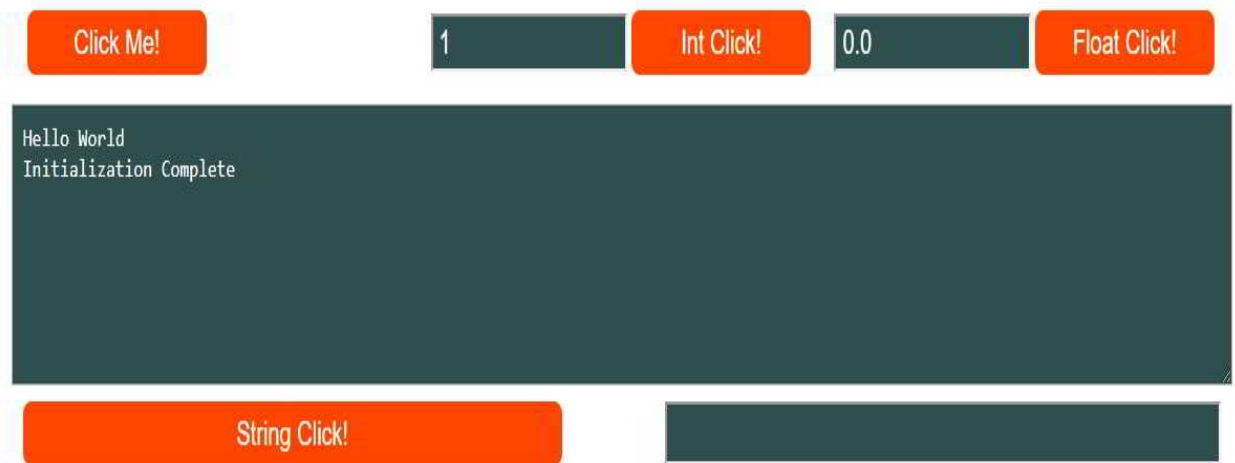 Click Me! 1 Int Click! 0.0 Float Click!
Hello World
Initialization Complete
String Click!